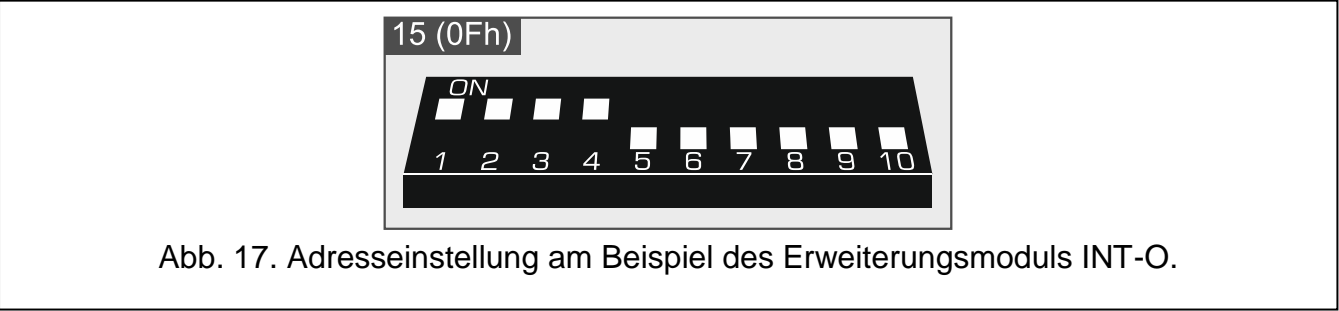 15 (0Fh)
ON
1 2 3 4 5 6 7 8 9 10
Abb. 17. Adresseinstellung am Beispiel des Erweiterungsmoduls INT-O.